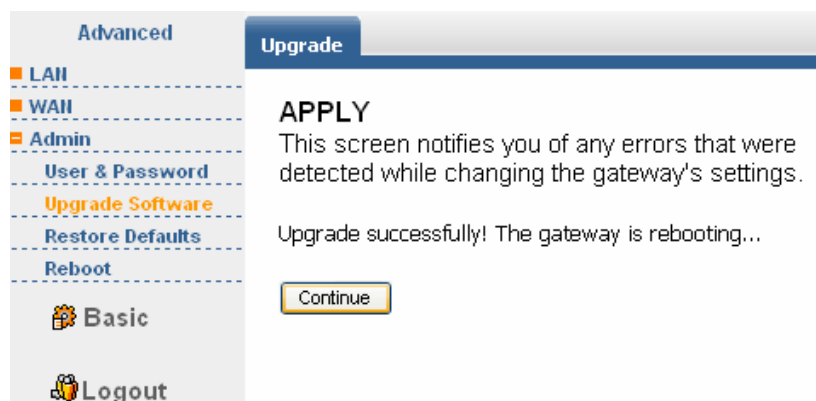 Advanced
LAN
WAN
Admin
User & Password
Upgrade Software
Restore Defaults
Reboot
Basic
Logout
Upgrade
APPLY
This screen notifies you of any errors that were
detected while changing the gateway's settings.
Upgrade successfully! The gateway is rebooting...
Continue